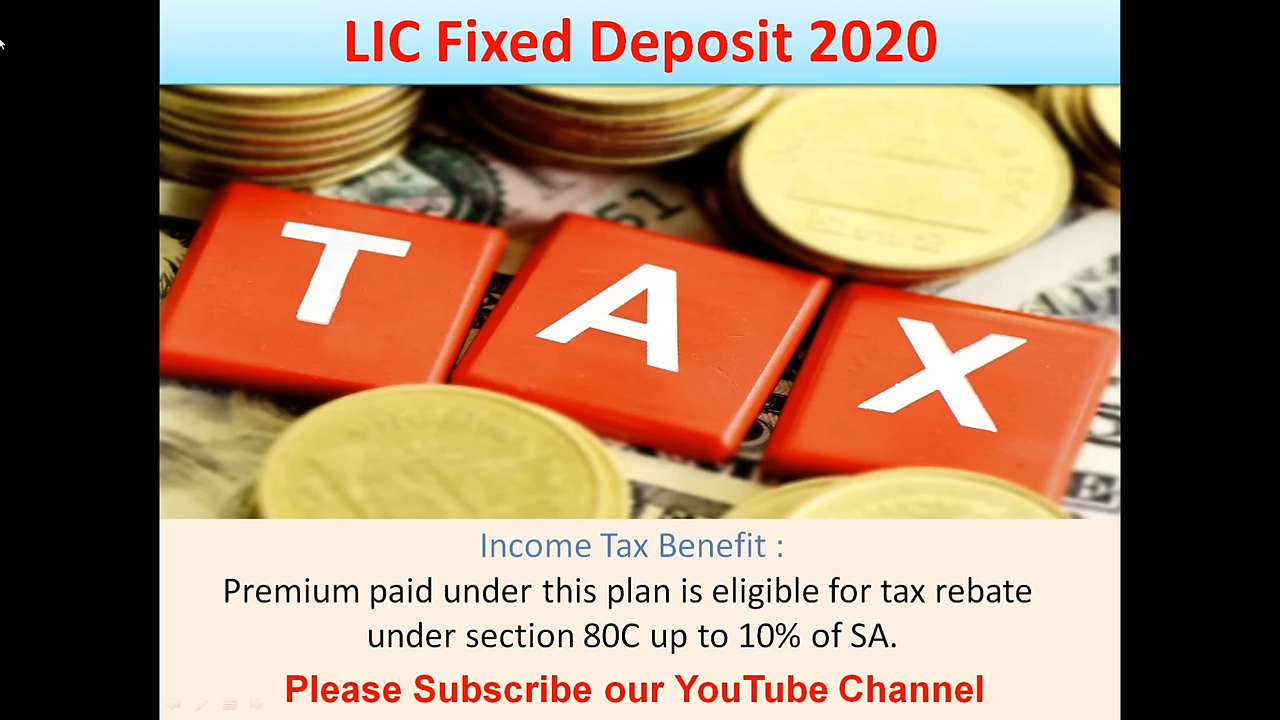 LIC Fixed Deposit 2020
T A X
Income Tax Benefit :
Premium paid under this plan is eligible for tax rebate
under section 80C up to 10% of SA.
Please Subscribe our YouTube Channel